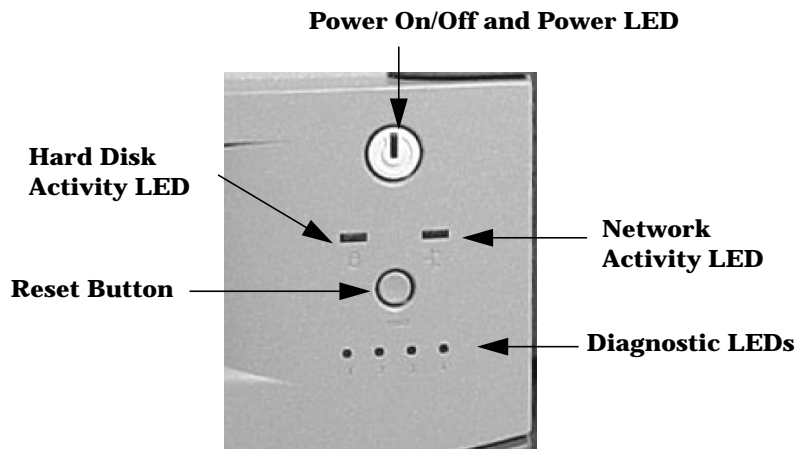 Power On/Off and Power LED
Hard Disk
Activity LED
Network
Activity LED
Reset Button
Diagnostic LEDs